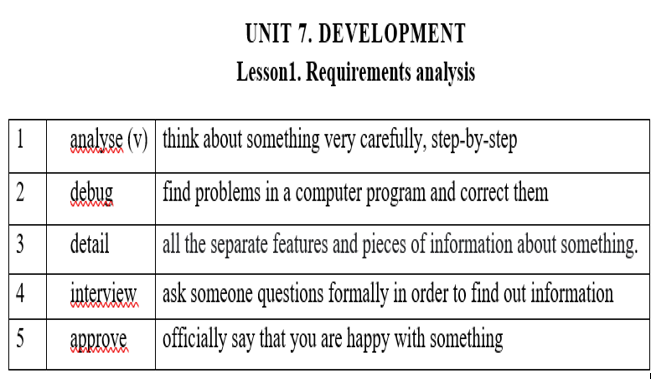 UNIT 7. DEVELOPMENT
Lesson1. Requirements analysis
1 analyse (v) think about something very carefully, step-by-step
2 debug find problems in a computer program and correct them
3 detail all the separate features and pieces of information about something.
4 interview ask someone questions formally in order to find out information
5 approve officially say that you are happy with something